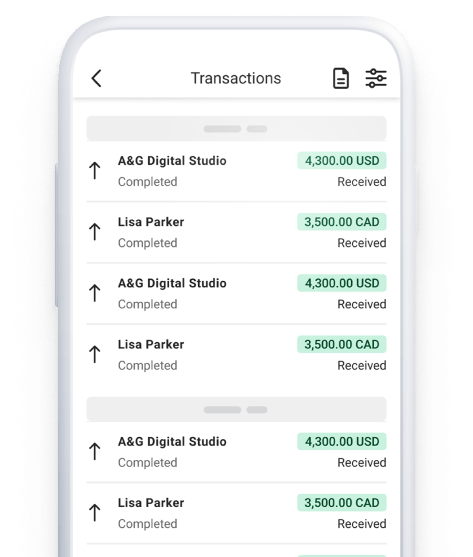 Transactions
A&G Digital Studio 4,300.00 USD
Completed Received
Lisa Parker 3,500.00 CAD
Completed Received
A&G Digital Studio 4,300.00 USD
Completed Received
Lisa Parker 3,500.00 CAD
Completed Received
A&G Digital Studio 4,300.00 USD
Completed Received
Lisa Parker 3,500.00 CAD
Completed Received